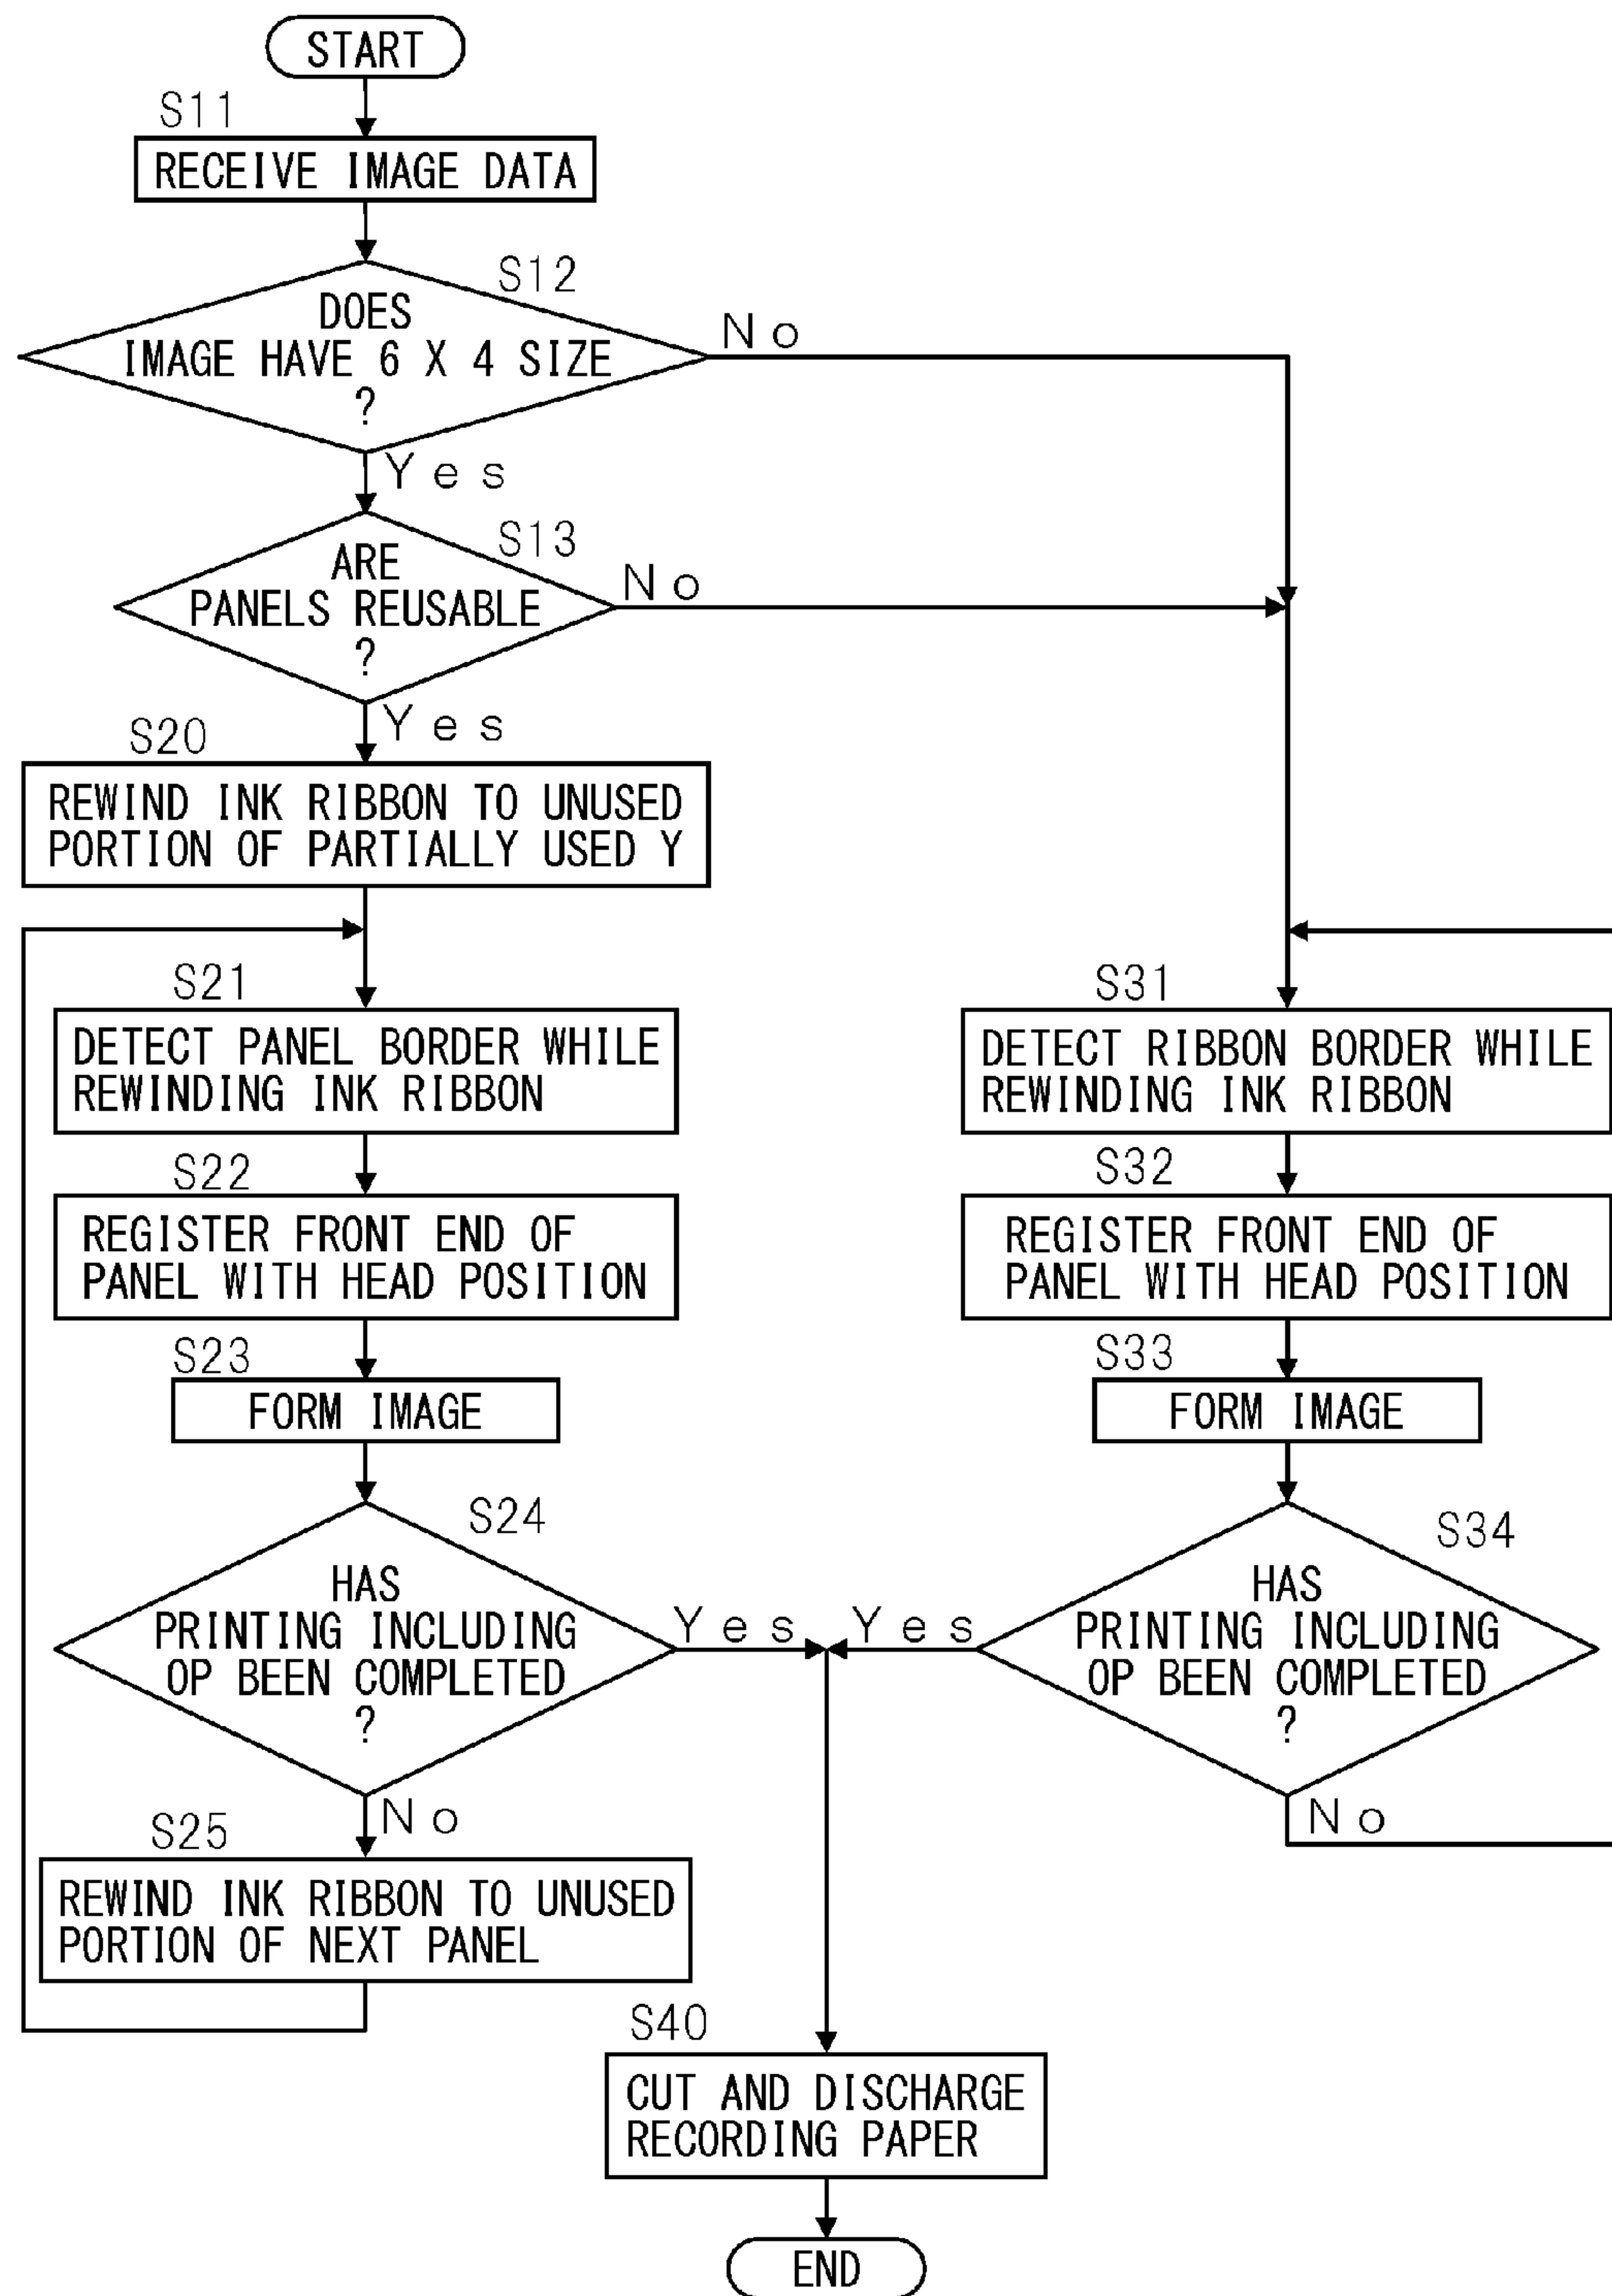 START
S11
RECEIVE IMAGE DATA
S12
DOES
IMAGE HAVE 6 X 4 SIZE
?
No
Yes
S13
ARE
PANELS REUSABLE
?
No
Yes
S20
REWIND INK RIBBON TO UNUSED
PORTION OF PARTIALLY USED Y
S21
DETECT PANEL BORDER WHILE
REWINDING INK RIBBON
S22
REGISTER FRONT END OF
PANEL WITH HEAD POSITION
S23
FORM IMAGE
S24
HAS
PRINTING INCLUDING
OP BEEN COMPLETED
?
Yes
No
S25
REWIND INK RIBBON TO UNUSED
PORTION OF NEXT PANEL
S31
DETECT RIBBON BORDER WHILE
REWINDING INK RIBBON
S32
REGISTER FRONT END OF
PANEL WITH HEAD POSITION
S33
FORM IMAGE
S34
HAS
PRINTING INCLUDING
OP BEEN COMPLETED
?
Yes
No
S40
CUT AND DISCHARGE
RECORDING PAPER
END